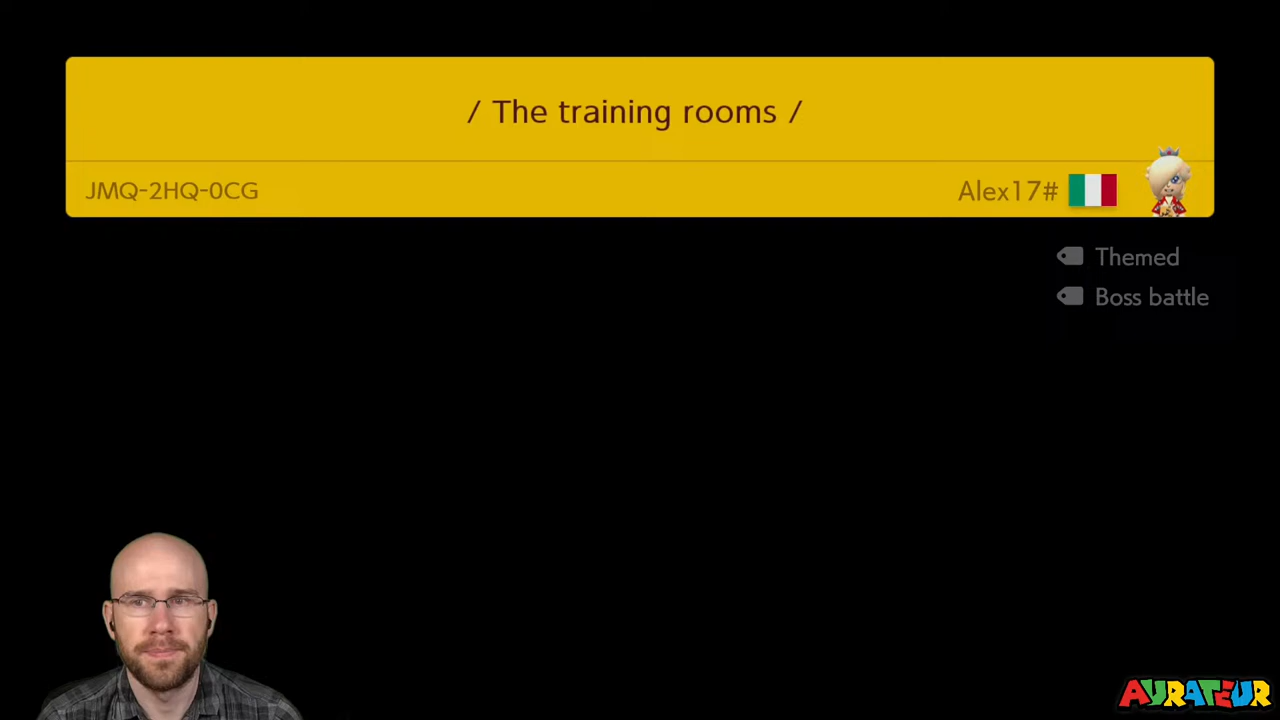 / The training rooms /
JMQ-2HQ-0CG
Alex17#
Themed
Boss battle
AURATEUR